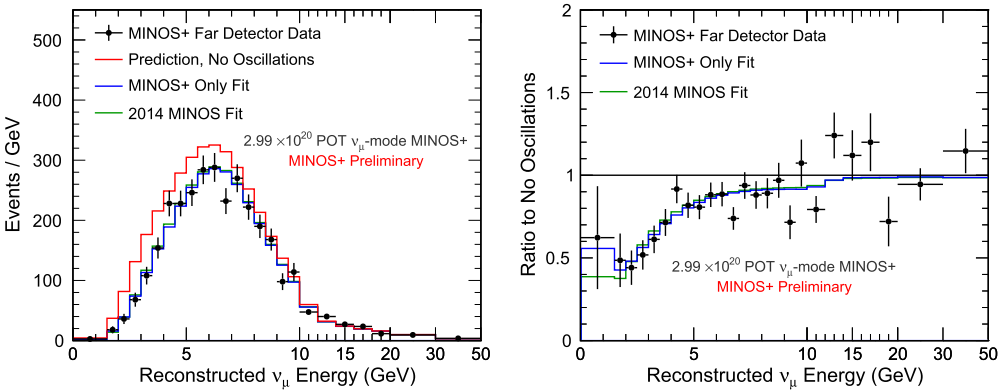 550
400
300
200
100
0
Events / GeV
MINOS+ Far Detector Data
Prediction, No Oscillations
MINOS+ Only Fit
2014 MINOS Fit
2.99 ×10²⁰ POT νμ-mode MINOS+
MINOS+ Preliminary
0 5 10 15 20 30 50
Reconstructed νμ Energy (GeV)
2
1.5
1
0.5
0
Ratio to No Oscillations
MINOS+ Far Detector Data
MINOS+ Only Fit
2014 MINOS Fit
2.99 ×10²⁰ POT νμ-mode MINOS+
MINOS+ Preliminary
0 5 10 15 20 30 50
Reconstructed νμ Energy (GeV)